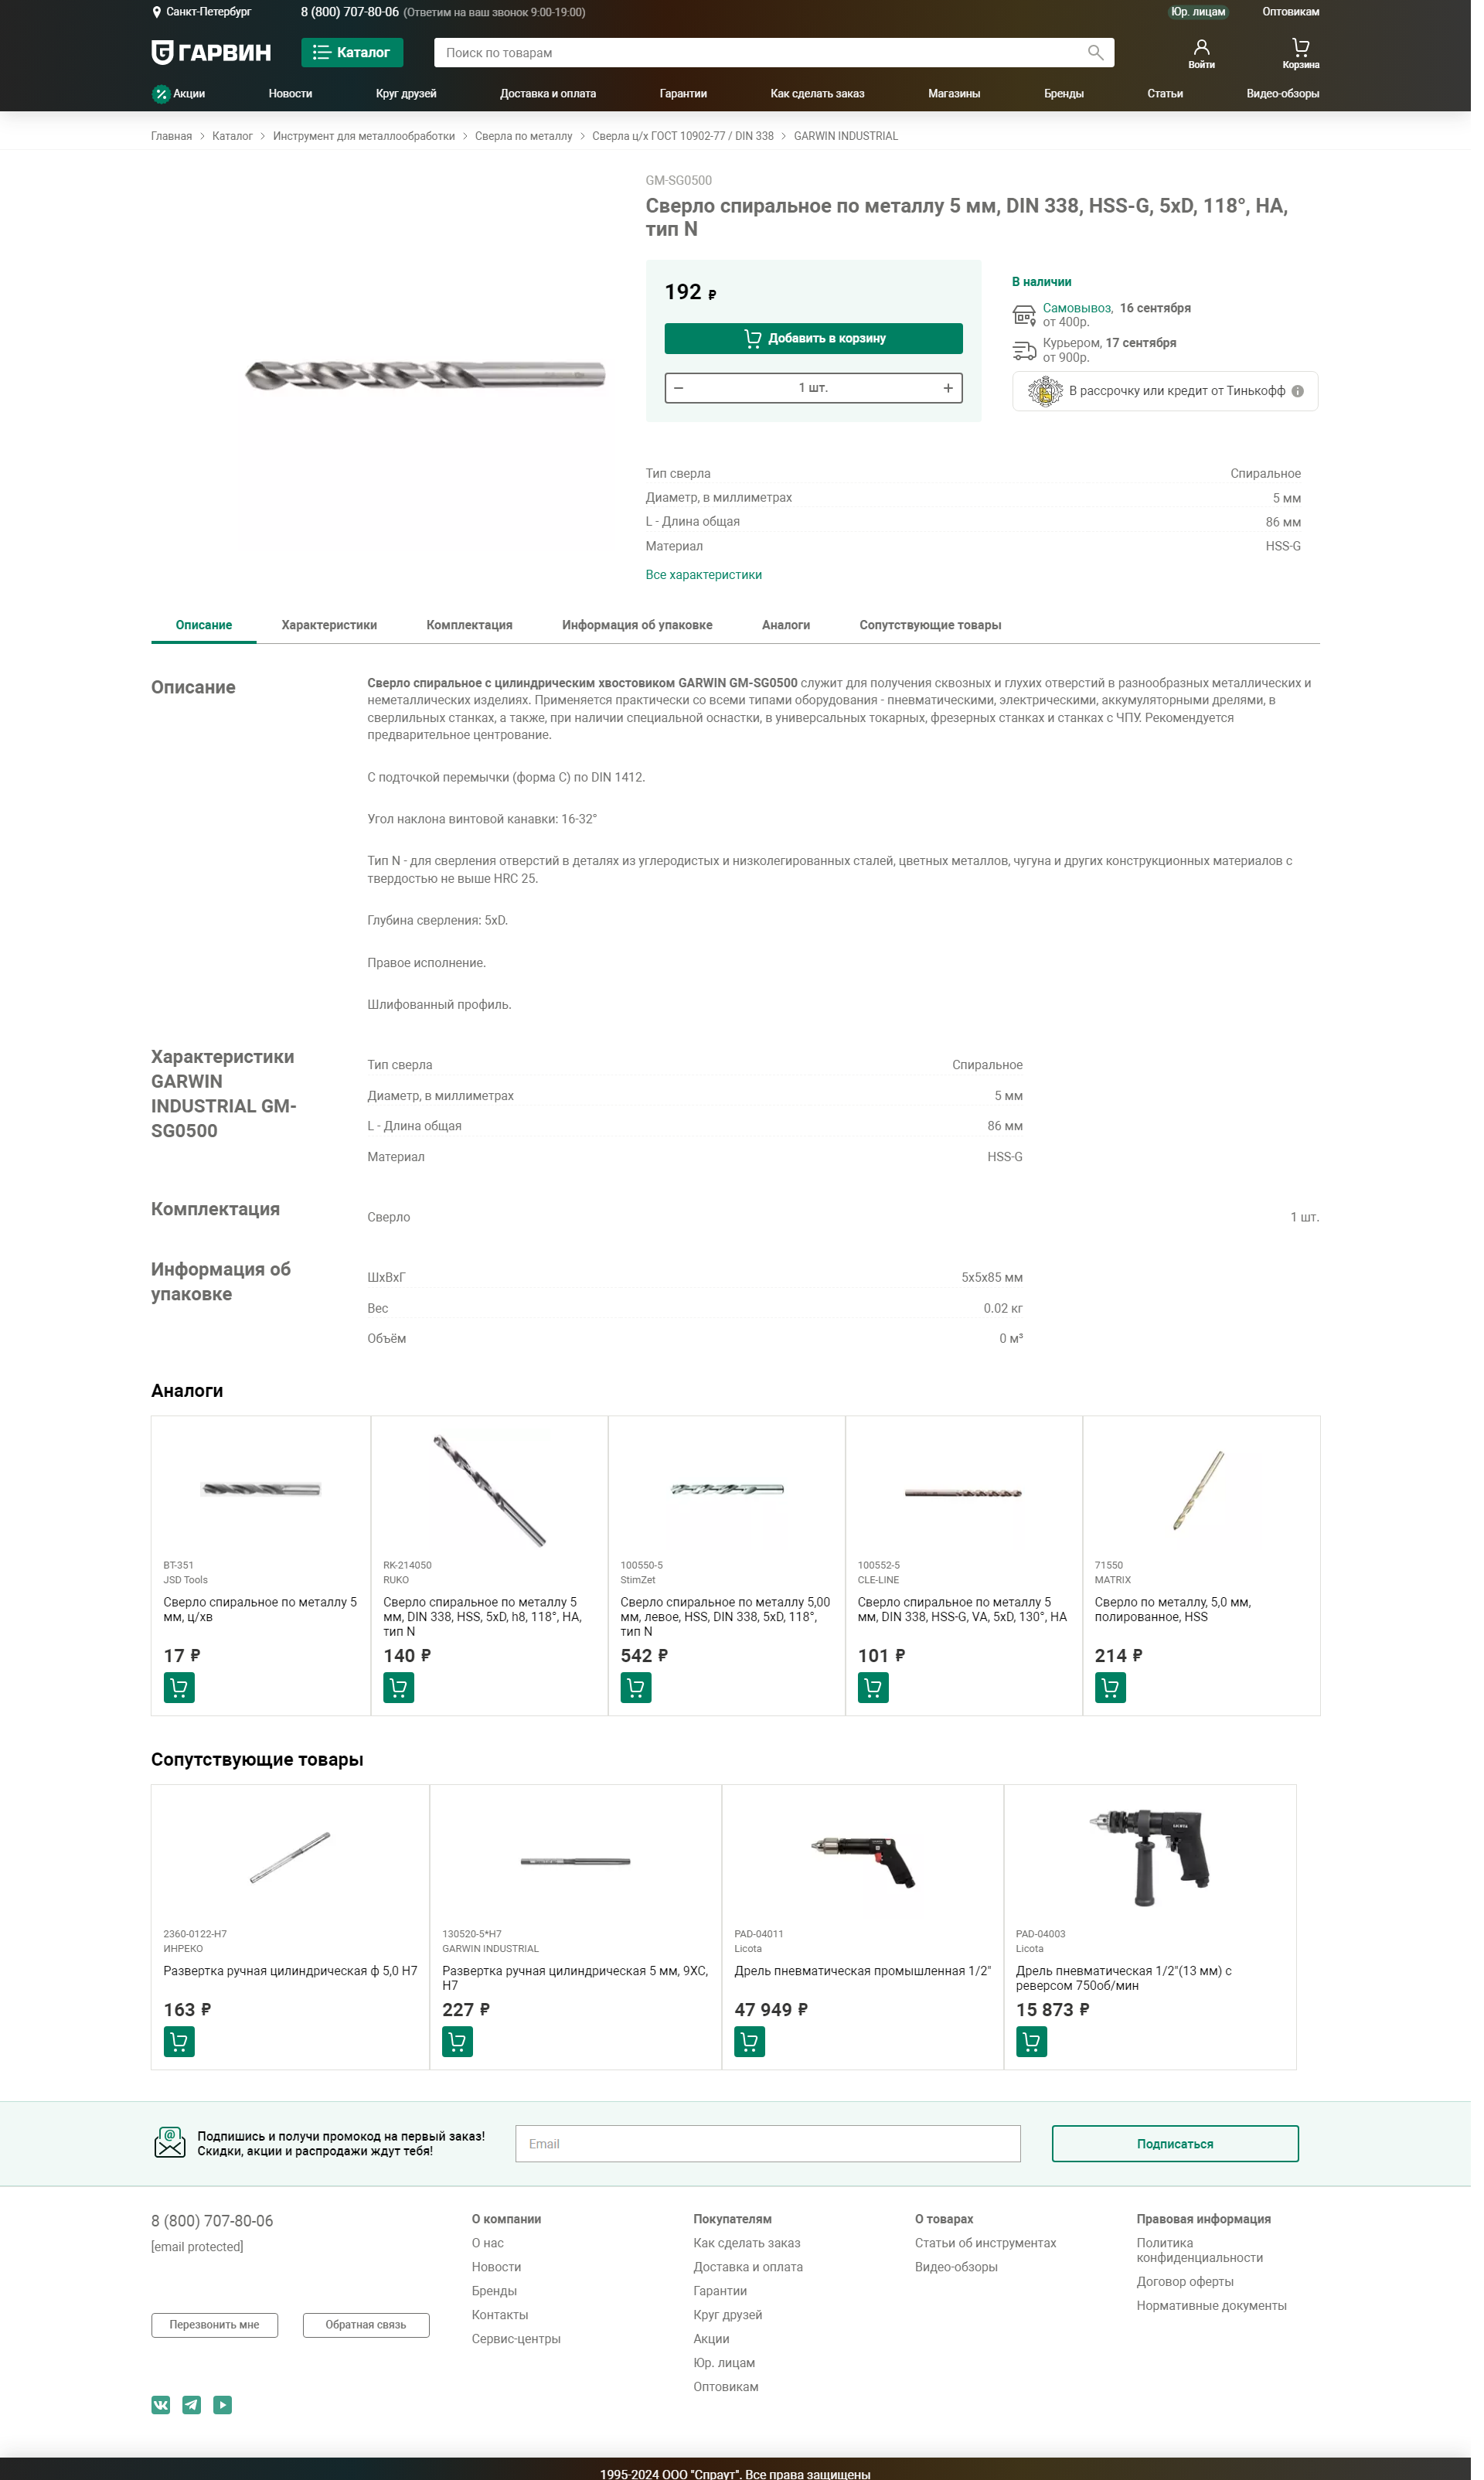 Санкт-Петербург
8 (800) 707-80-06 (Ответим на ваш звонок 9:00-19:00)
Юр. лицам
Оптовикам
ГАРВИН
Каталог
Поиск по товарам
Войти
Корзина
Акции
Новости
Круг друзей
Доставка и оплата
Гарантии
Как сделать заказ
Магазины
Бренды
Статьи
Видео-обзоры
Главная > Каталог > Инструмент для металлообработки > Сверла по металлу > Сверла ц/х ГОСТ 10902-77 / DIN 338 > GARWIN INDUSTRIAL
GM-SG0500
Сверло спиральное по металлу 5 мм, DIN 338, HSS-G, 5xD, 118°, HA,
тип N
192 ₽
Добавить в корзину
− 1 шт. +
В наличии
Самовывоз, 16 сентября
от 400р.
Курьером, 17 сентября
от 900р.
В рассрочку или кредит от Тинькофф
Тип сверла Спиральное
Диаметр, в миллиметрах 5 мм
L - Длина общая 86 мм
Материал HSS-G
Все характеристики
Описание
Характеристики
Комплектация
Информация об упаковке
Аналоги
Сопутствующие товары
Описание
Сверло спиральное с цилиндрическим хвостовиком GARWIN GM-SG0500 служит для получения сквозных и глухих отверстий в разнообразных металлических и
неметаллических изделиях. Применяется практически со всеми типами оборудования - пневматическими, электрическими, аккумуляторными дрелями, в
сверлильных станках, а также, при наличии специальной оснастки, в универсальных токарных, фрезерных станках и станках с ЧПУ. Рекомендуется
предварительное центрование.
С подточкой перемычки (форма С) по DIN 1412.
Угол наклона винтовой канавки: 16-32°
Тип N - для сверления отверстий в деталях из углеродистых и низколегированных сталей, цветных металлов, чугуна и других конструкционных материалов с
твердостью не выше HRC 25.
Глубина сверления: 5xD.
Правое исполнение.
Шлифованный профиль.
Характеристики
GARWIN
INDUSTRIAL GM-
SG0500
Тип сверла Спиральное
Диаметр, в миллиметрах 5 мм
L - Длина общая 86 мм
Материал HSS-G
Комплектация
Сверло 1 шт.
Информация об
упаковке
ШхВхГ 5x5x85 мм
Вес 0.02 кг
Объём 0 м³
Аналоги
BT-351
JSD Tools
Сверло спиральное по металлу 5
мм, ц/хв
17 ₽
RK-214050
RUKO
Сверло спиральное по металлу 5
мм, DIN 338, HSS, 5xD, h8, 118°, HA,
тип N
140 ₽
100550-5
StimZet
Сверло спиральное по металлу 5,00
мм, левое, HSS, DIN 338, 5xD, 118°,
тип N
542 ₽
100552-5
CLE-LINE
Сверло спиральное по металлу 5
мм, DIN 338, HSS-G, VA, 5xD, 130°, HA
101 ₽
71550
MATRIX
Сверло по металлу, 5,0 мм,
полированное, HSS
214 ₽
Сопутствующие товары
2360-0122-H7
ИНРЕКО
Развертка ручная цилиндрическая ф 5,0 H7
163 ₽
130520-5*H7
GARWIN INDUSTRIAL
Развертка ручная цилиндрическая 5 мм, 9ХС,
H7
227 ₽
PAD-04011
Licota
Дрель пневматическая промышленная 1/2"
47 949 ₽
PAD-04003
Licota
Дрель пневматическая 1/2"(13 мм) с
реверсом 750об/мин
15 873 ₽
Подпишись и получи промокод на первый заказ!
Скидки, акции и распродажи ждут тебя!
Email
Подписаться
8 (800) 707-80-06
[email protected]
Перезвонить мне
Обратная связь
О компании
О нас
Новости
Бренды
Контакты
Сервис-центры
Покупателям
Как сделать заказ
Доставка и оплата
Гарантии
Круг друзей
Акции
Юр. лицам
Оптовикам
О товарах
Статьи об инструментах
Видео-обзоры
Правовая информация
Политика
конфиденциальности
Договор оферты
Нормативные документы
1995-2024 ООО "Спраут". Все права защищены